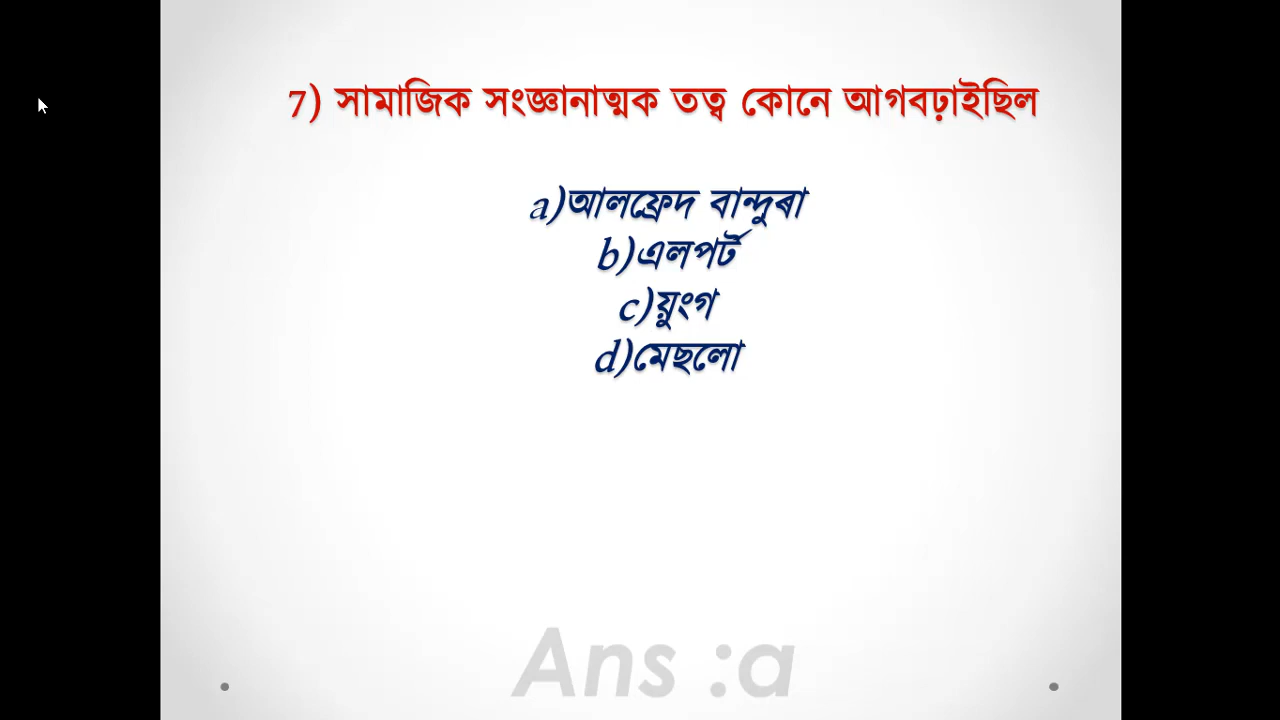 7) সামাজিক সংজ্ঞানাত্মক তত্ব কোনে আগবঢ়াইছিল
a)আলফ্ৰেদ বান্দুৰা
b)এলপৰ্ট
c)য়ুংগ
d)মেছলো
Ans :a